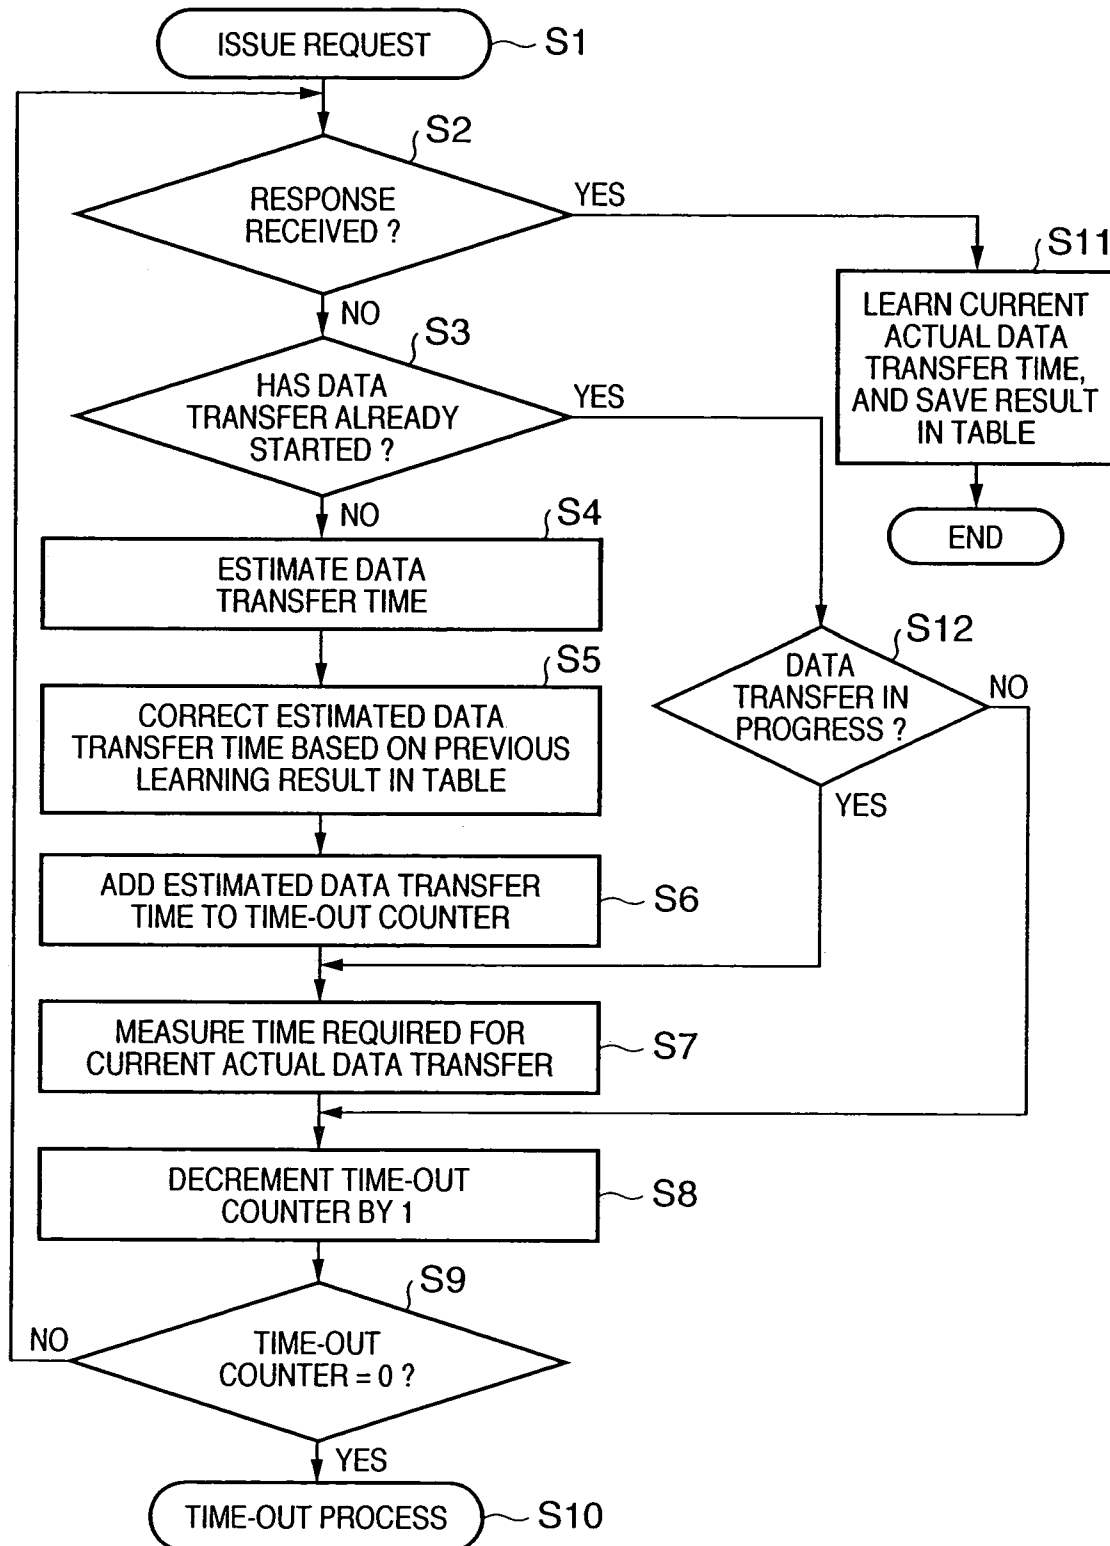 ISSUE REQUEST
S1
S2
RESPONSE
RECEIVED ?
YES
NO
S11
LEARN CURRENT
ACTUAL DATA
TRANSFER TIME,
AND SAVE RESULT
IN TABLE
END
S3
HAS DATA
TRANSFER ALREADY
STARTED ?
YES
NO
S4
ESTIMATE DATA
TRANSFER TIME
S12
DATA
TRANSFER IN
PROGRESS ?
NO
YES
S5
CORRECT ESTIMATED DATA
TRANSFER TIME BASED ON PREVIOUS
LEARNING RESULT IN TABLE
ADD ESTIMATED DATA TRANSFER
TIME TO TIME-OUT COUNTER
S6
MEASURE TIME REQUIRED FOR
CURRENT ACTUAL DATA TRANSFER
S7
DECREMENT TIME-OUT
COUNTER BY 1
S8
S9
TIME-OUT
COUNTER = 0 ?
NO
YES
TIME-OUT PROCESS
S10